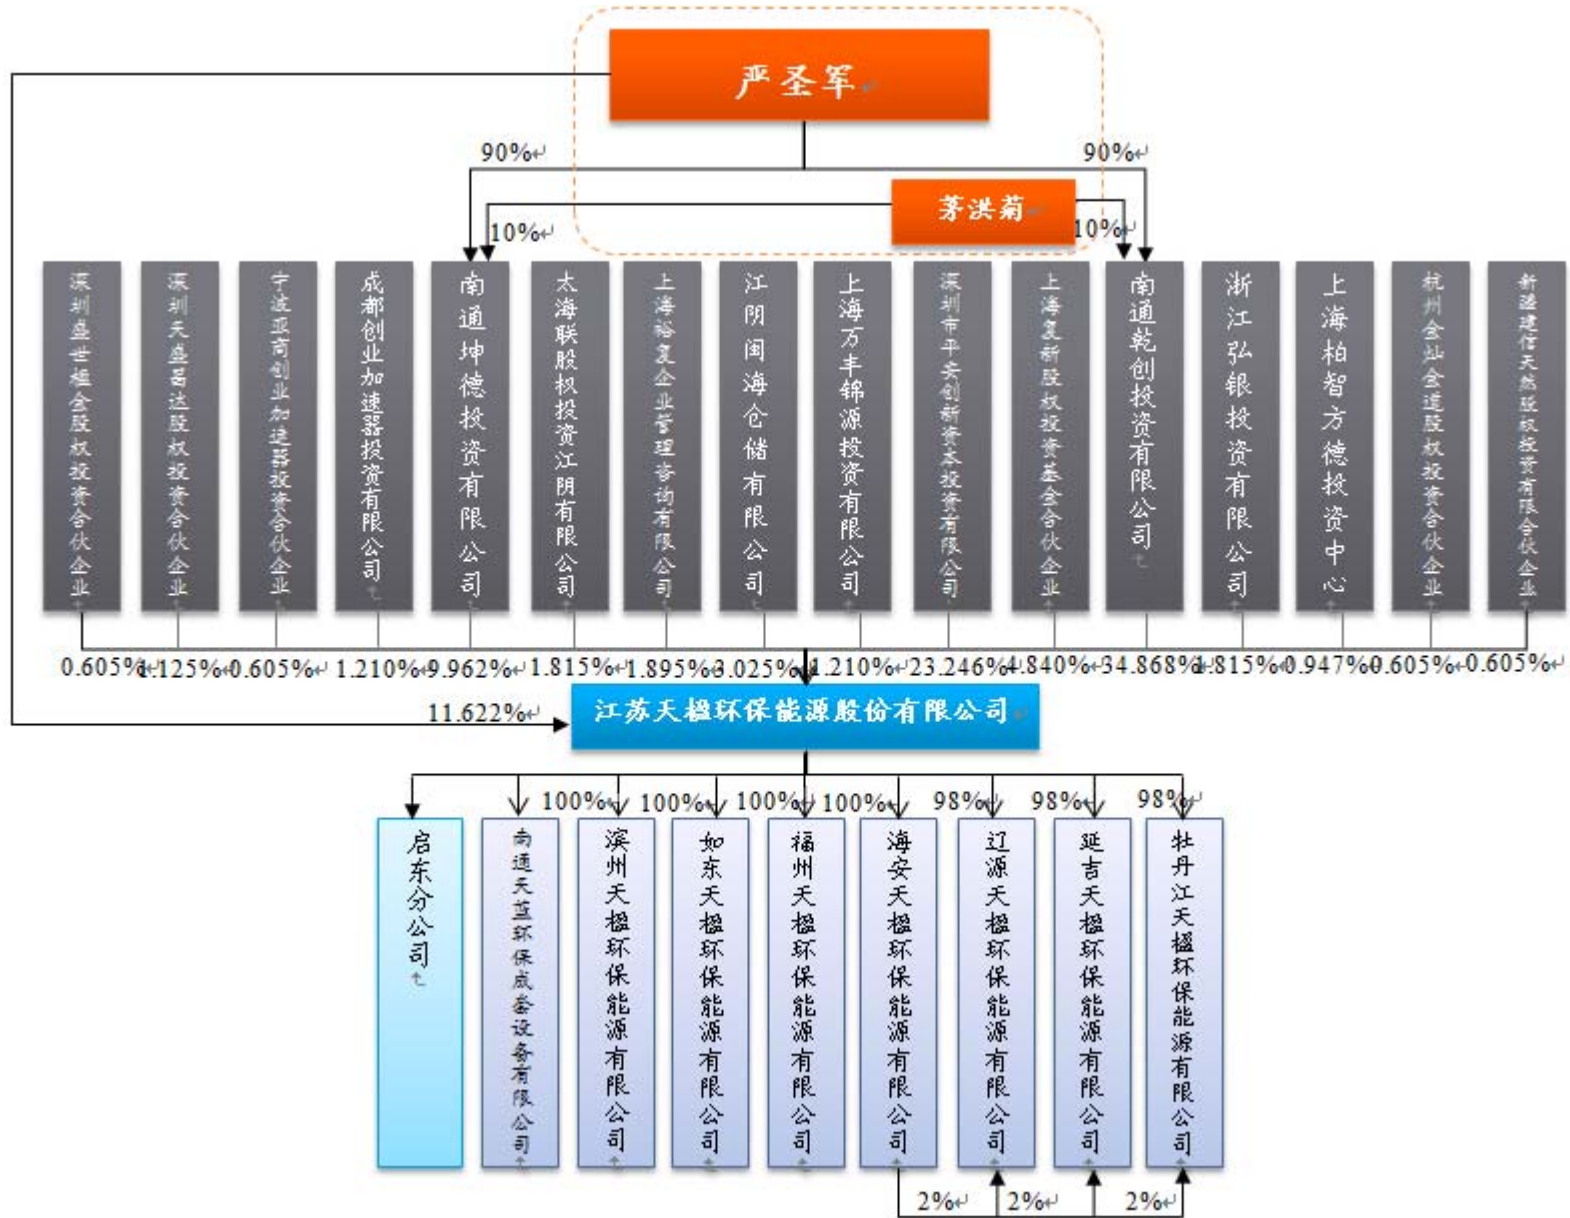 严圣军
90%
90%
茅洪菊
10%
10%
深圳盛世楹金股权投资合伙企业
深圳天盛昌达股权投资合伙企业
宁波亚商创业加速器投资合伙企业
成都创业加速器投资有限公司
南通坤德投资有限公司
太海联股权投资江阴有限公司
上海裕复企业管理咨询有限公司
江阴闽海仓储有限公司
上海万丰锦源投资有限公司
深圳市平安创新资本投资有限公司
上海复新股权投资基金合伙企业
南通乾创投资有限公司
浙江弘银投资有限公司
上海柏智方德投资中心
杭州金灿金道股权投资合伙企业
新疆建信天然股权投资有限合伙企业
0.605%
1.125%
0.605%
1.210%
9.962%
1.815%
1.895%
3.025%
1.210%
23.246%
4.840%
34.868%
1.815%
0.947%
0.605%
0.605%
11.622%
江苏天楹环保能源股份有限公司
100%
100%
100%
100%
98%
98%
98%
启东分公司
南通天蓝环保成套设备有限公司
滨州天楹环保能源有限公司
如东天楹环保能源有限公司
福州天楹环保能源有限公司
海安天楹环保能源有限公司
辽源天楹环保能源有限公司
延吉天楹环保能源有限公司
牡丹江天楹环保能源有限公司
2%
2%
2%